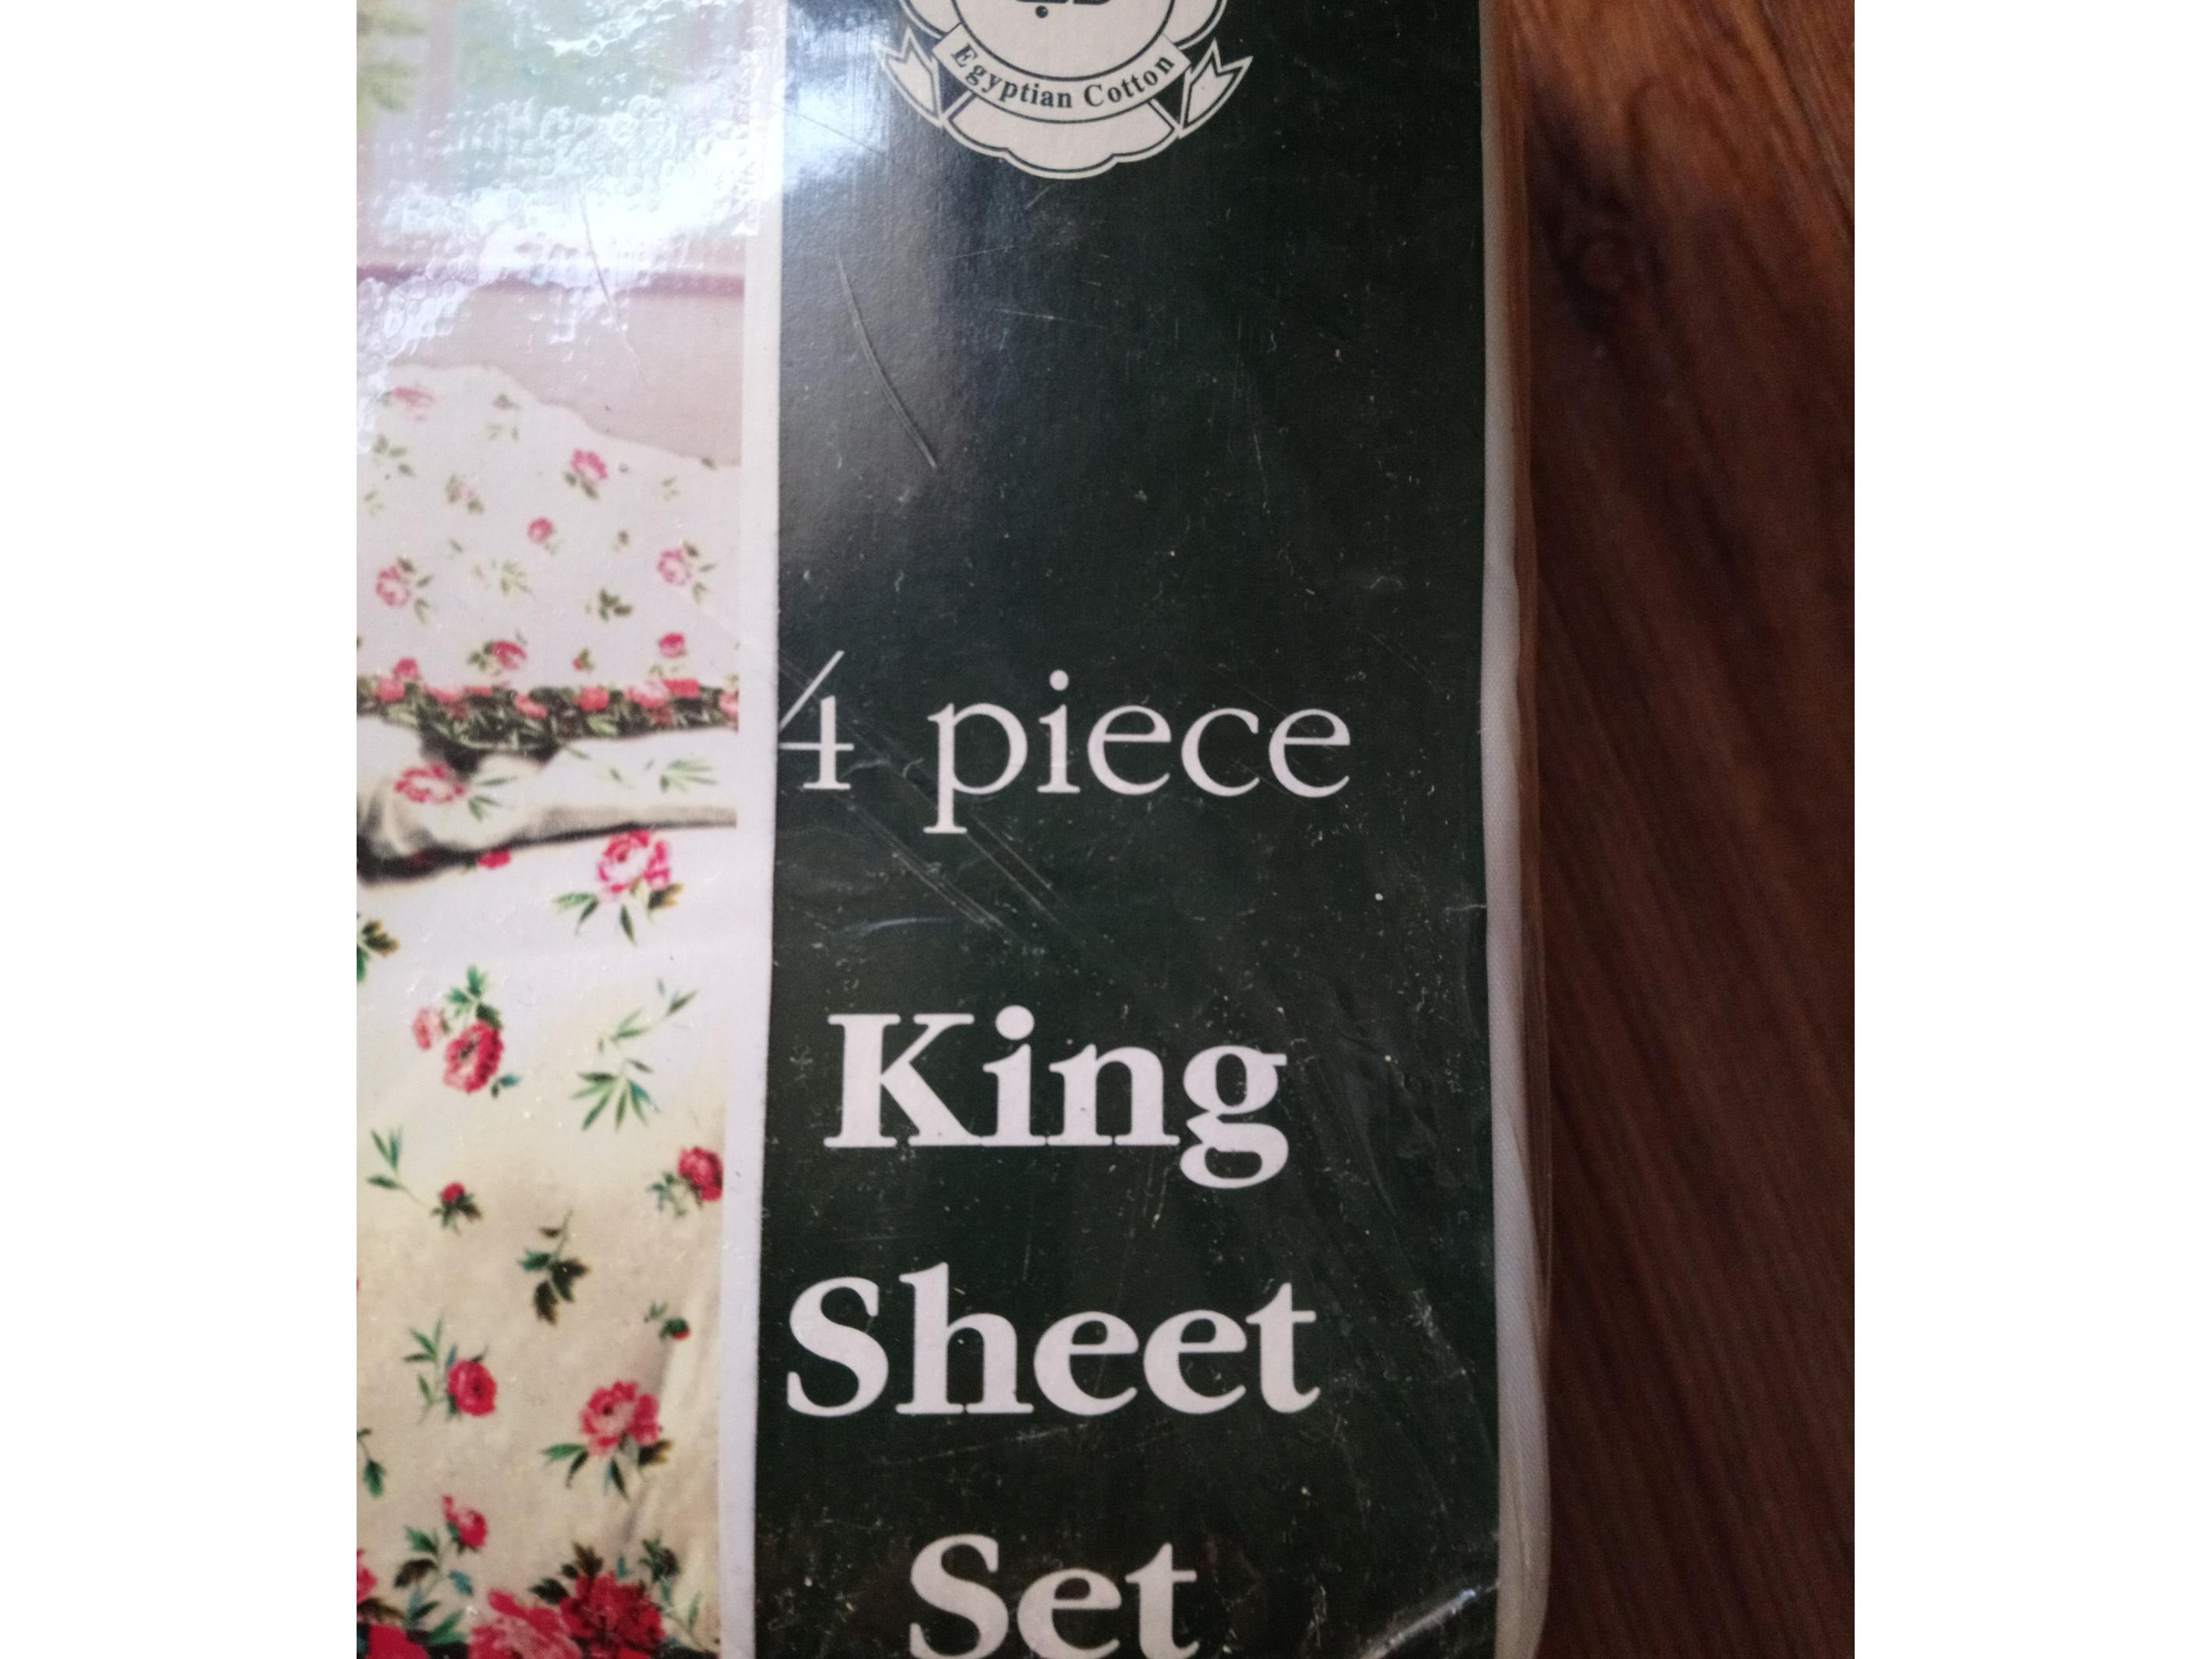 Egyptian Cotton
4 piece
King
Sheet
Set